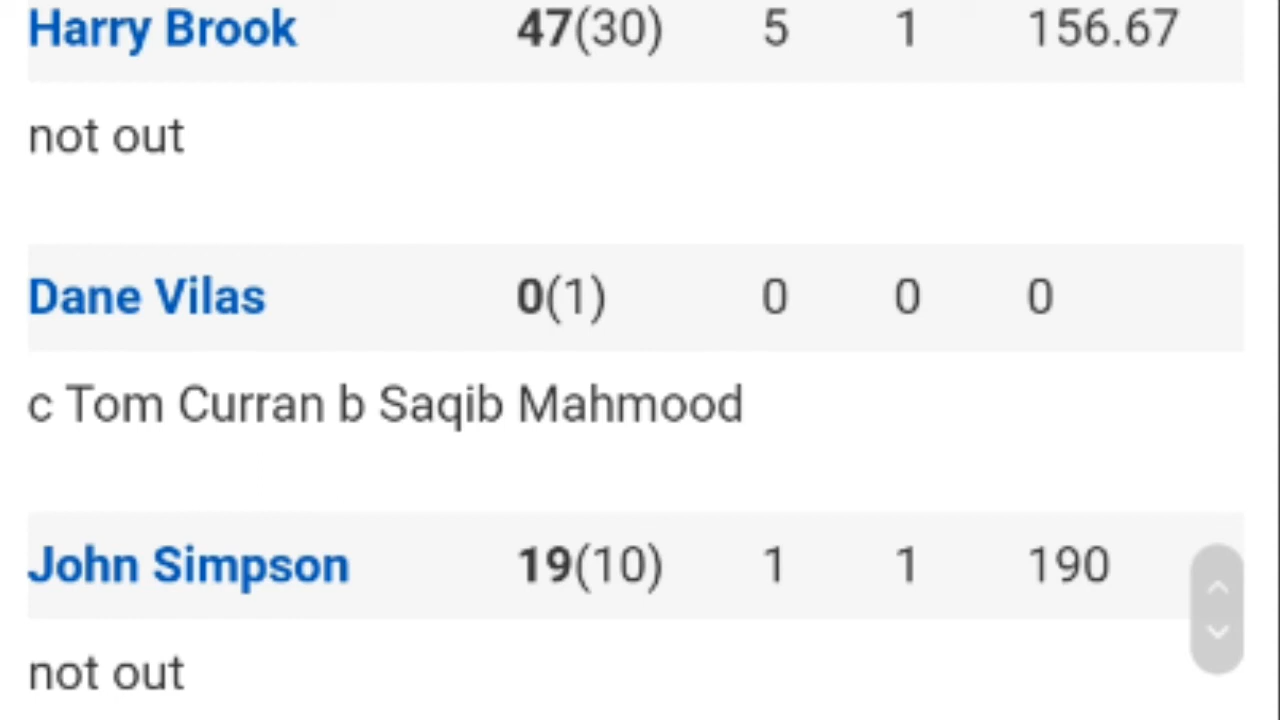 Harry Brook 47(30) 5 1 156.67
not out
Dane Vilas 0(1) 0 0 0
c Tom Curran b Saqib Mahmood
John Simpson 19(10) 1 1 190
not out